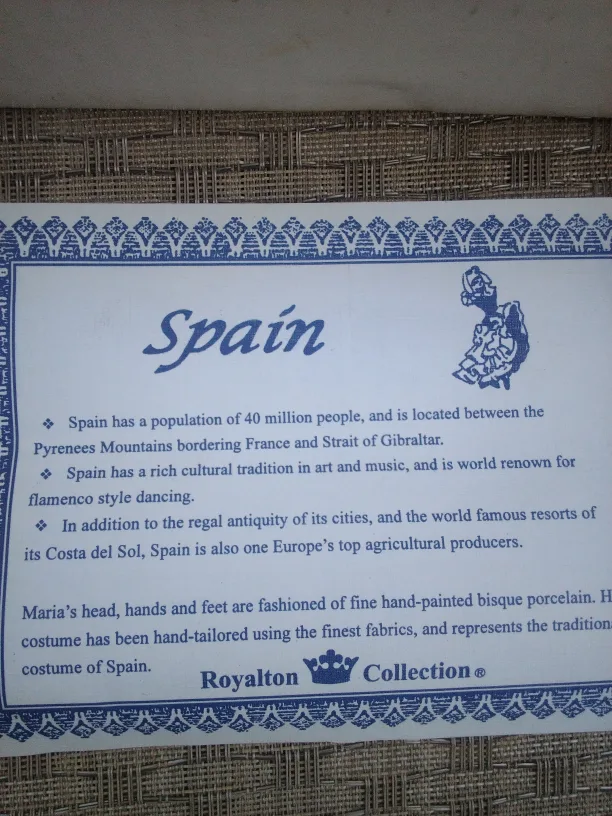 Spain
❖ Spain has a population of 40 million people, and is located between the
Pyrenees Mountains bordering France and Strait of Gibraltar.
❖ Spain has a rich cultural tradition in art and music, and is world renown for
flamenco style dancing.
❖ In addition to the regal antiquity of its cities, and the world famous resorts of
its Costa del Sol, Spain is also one Europe's top agricultural producers.
Maria's head, hands and feet are fashioned of fine hand-painted bisque porcelain. H
costume has been hand-tailored using the finest fabrics, and represents the tradition
costume of Spain.
Royalton Collection ®